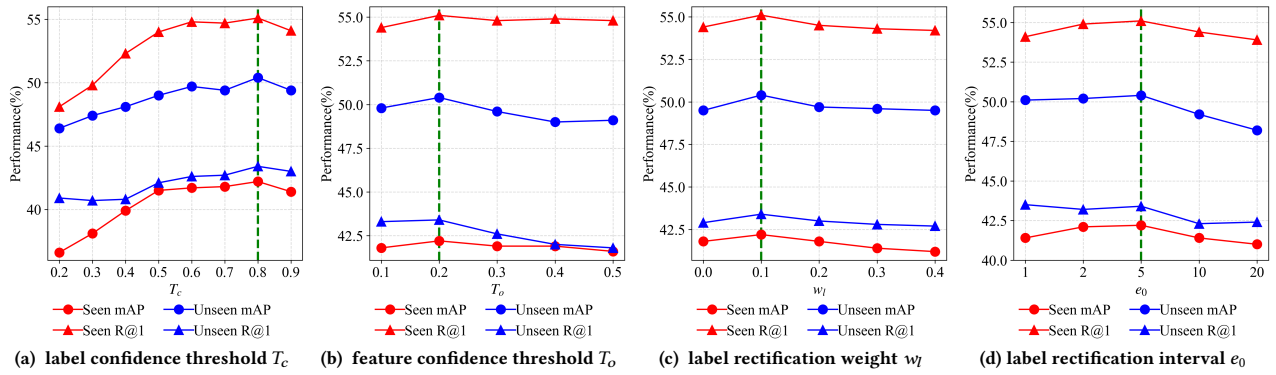 55
50
45
40
Performance(%)
0.2 0.3 0.4 0.5 0.6 0.7 0.8 0.9
T_c
Seen mAP Unseen mAP
Seen R@1 Unseen R@1
(a) label confidence threshold T_c
55.0
52.5
50.0
47.5
45.0
42.5
Performance(%)
0.1 0.2 0.3 0.4 0.5
T_o
Seen mAP Unseen mAP
Seen R@1 Unseen R@1
(b) feature confidence threshold T_o
55.0
52.5
50.0
47.5
45.0
42.5
Performance(%)
0.0 0.1 0.2 0.3 0.4
w_l
Seen mAP Unseen mAP
Seen R@1 Unseen R@1
(c) label rectification weight w_l
55.0
52.5
50.0
47.5
45.0
42.5
40.0
Performance(%)
1 2 5 10 20
e_0
Seen mAP Unseen mAP
Seen R@1 Unseen R@1
(d) label rectification interval e_0